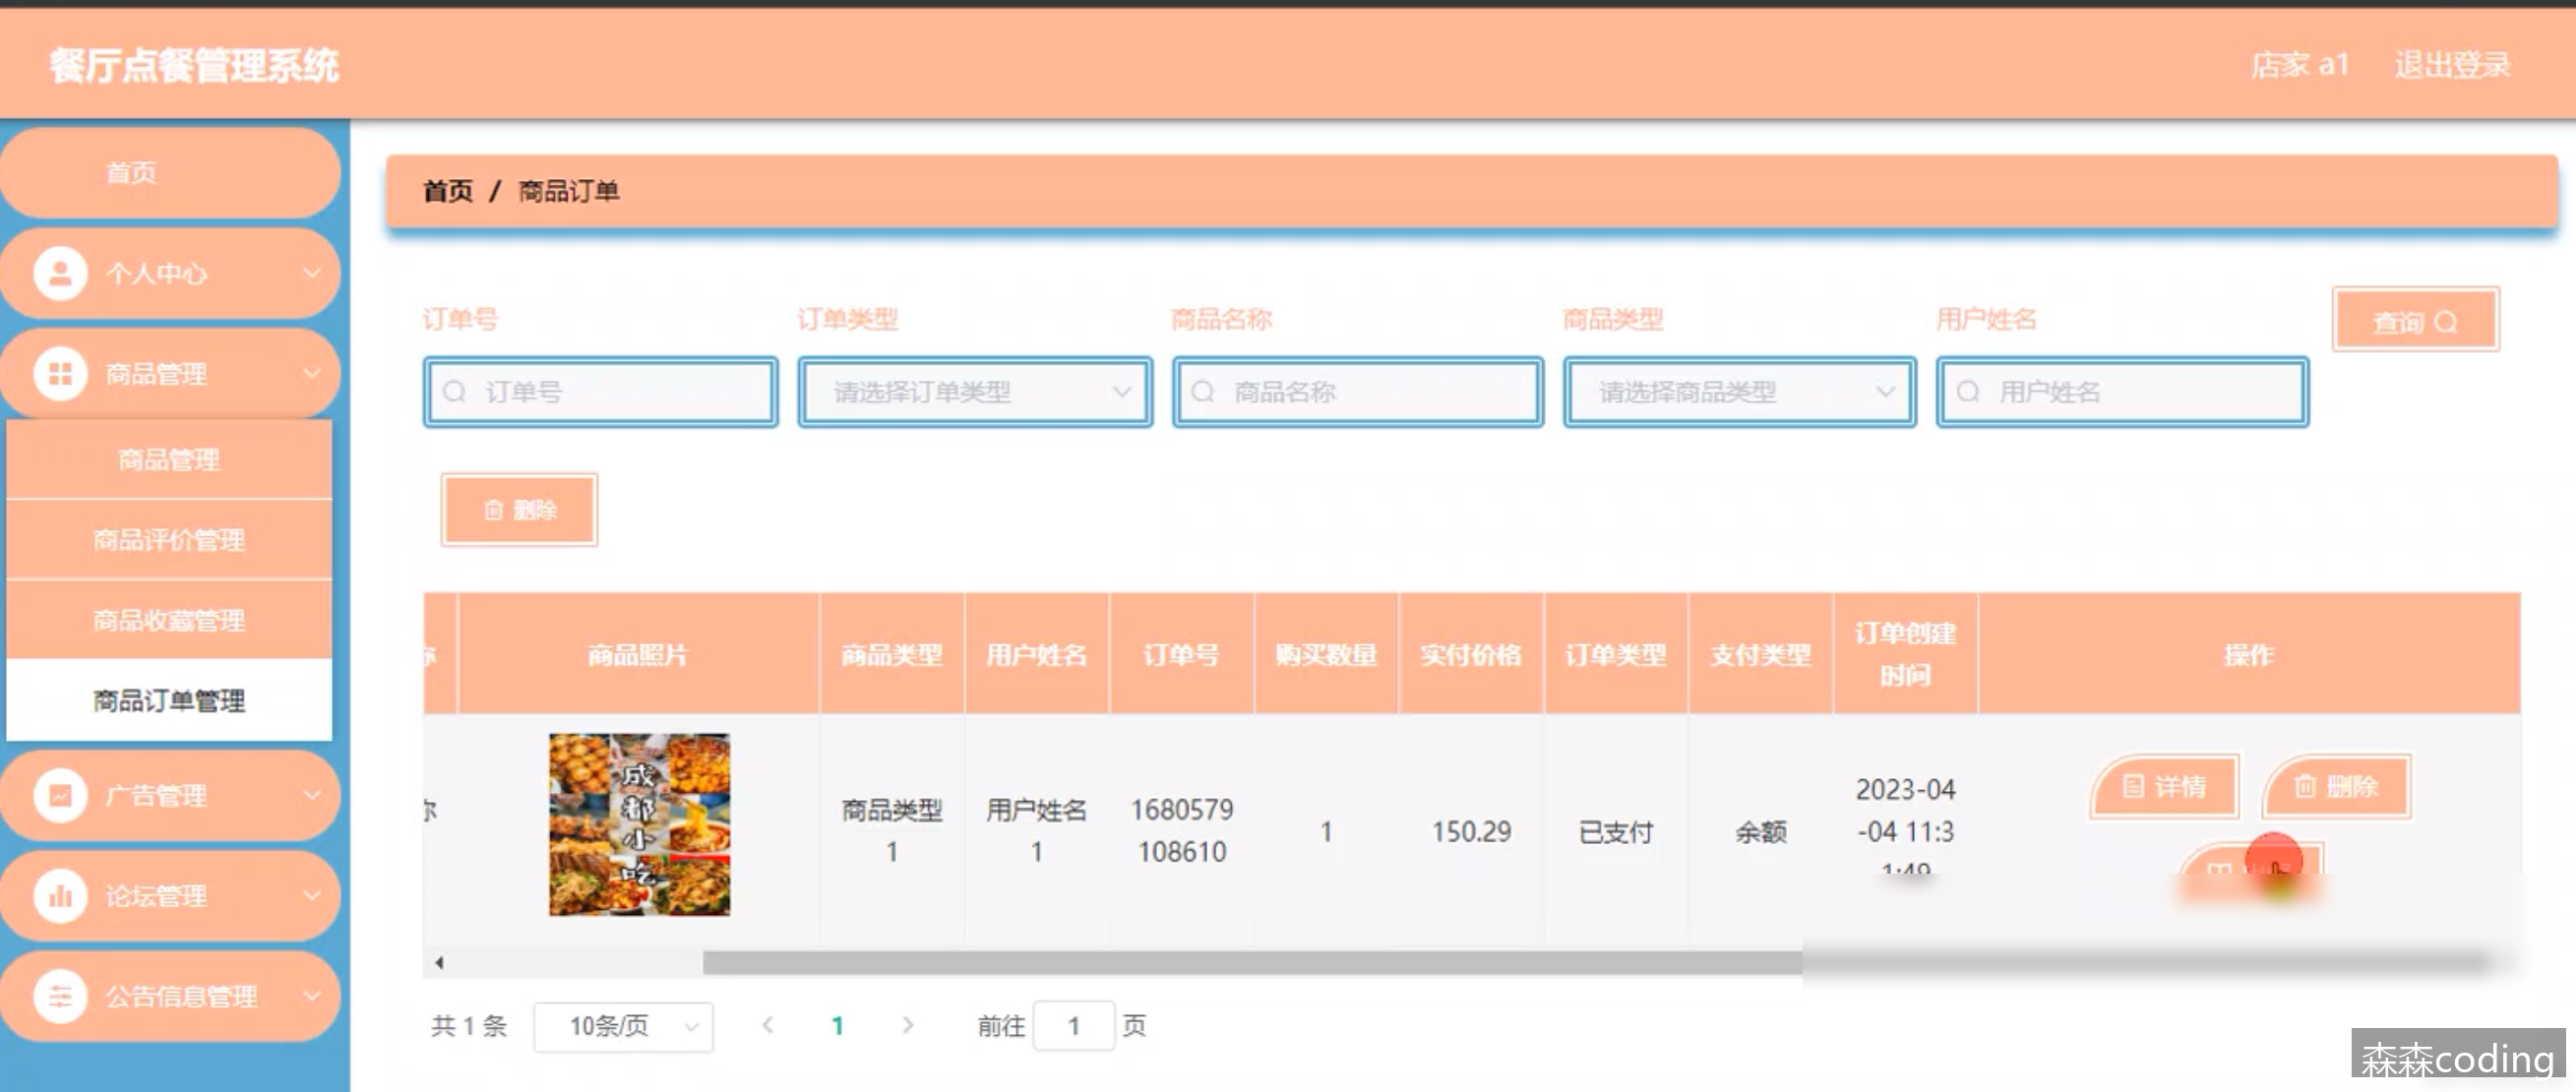 餐厅点餐管理系统
店家 a1
退出登录
首页
个人中心
商品管理
商品管理
商品评价管理
商品收藏管理
商品订单管理
广告管理
论坛管理
公告信息管理
首页 / 商品订单
订单号
订单类型
商品名称
商品类型
用户姓名
查询
订单号
请选择订单类型
商品名称
请选择商品类型
用户姓名
删除
商品照片
商品类型
用户姓名
订单号
购买数量
实付价格
订单类型
支付类型
订单创建
时间
操作
成
都
小
吃
商品类型
1
用户姓名
1
1680579
108610
1
150.29
已支付
余额
2023-04
-04 11:3
1:49
详情
删除
共 1 条
10条/页
1
前往 1 页
森森coding